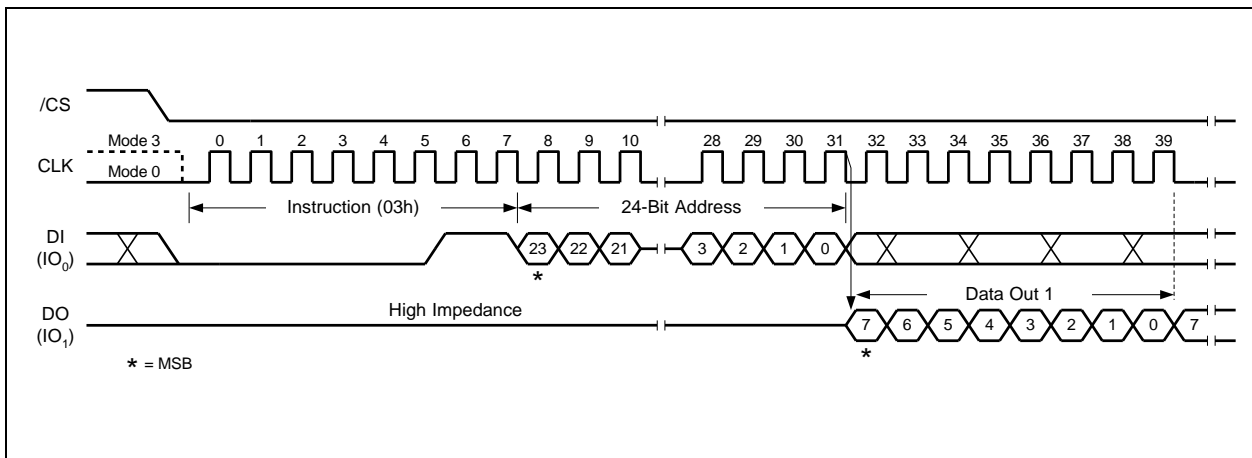 /CS
Mode 3 0 1 2 3 4 5 6 7 8 9 10 28 29 30 31 32 33 34 35 36 37 38 39
CLK Mode 0
Instruction (03h) 24-Bit Address
DI
(IO0) 23 22 21 3 2 1 0
*
Data Out 1
High Impedance
DO
(IO1) 7 6 5 4 3 2 1 0 7
*
* = MSB